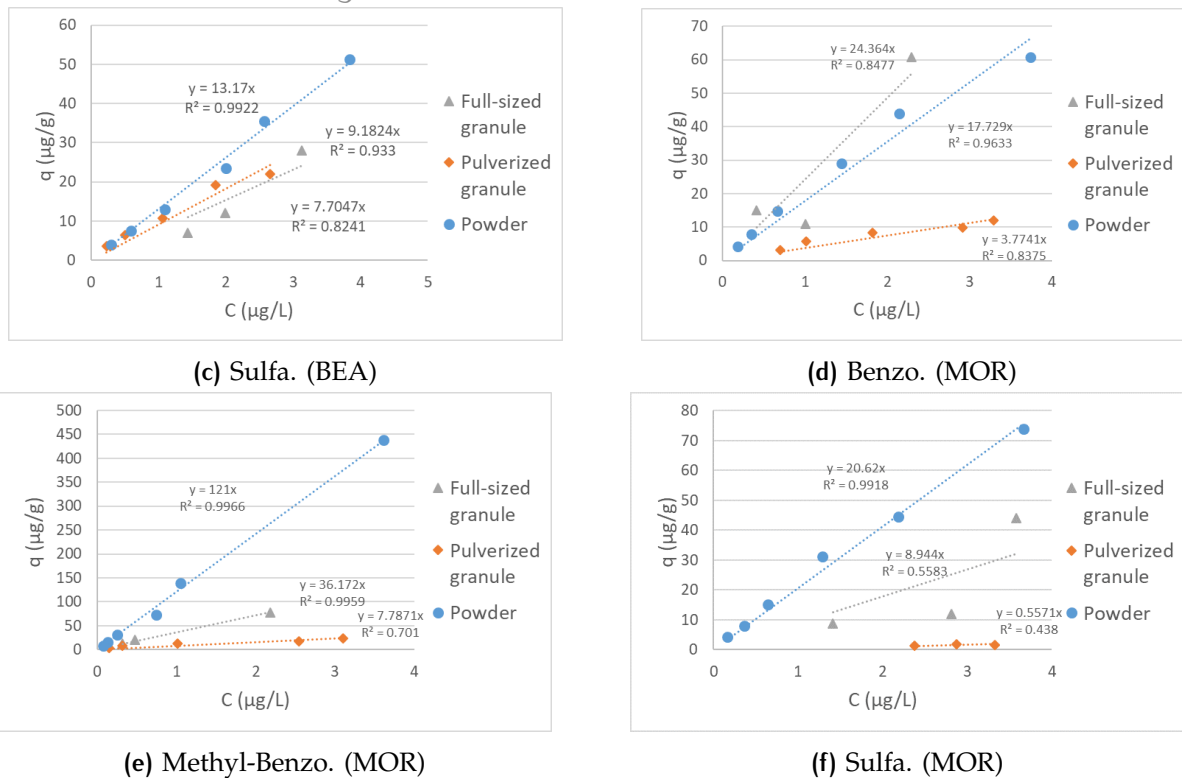 60
50
40
30
20
10
0
q (µg/g)
0 1 2 3 4 5
C (µg/L)
y = 13.17x
R² = 0.9922
y = 9.1824x
R² = 0.933
y = 7.7047x
R² = 0.8241
Full-sized
granule
Pulverized
granule
Powder
(c) Sulfa. (BEA)
70
60
50
40
30
20
10
0
q (µg/g)
0 1 2 3 4
C (µg/L)
y = 24.364x
R² = 0.8477
y = 17.729x
R² = 0.9633
y = 3.7741x
R² = 0.8375
Full-sized
granule
Pulverized
granule
Powder
(d) Benzo. (MOR)
500
450
400
350
300
250
200
150
100
50
0
q (µg/g)
0 1 2 3 4
C (µg/L)
y = 121x
R² = 0.9966
y = 36.172x
R² = 0.9959
y = 7.7871x
R² = 0.701
Full-sized
granule
Pulverized
granule
Powder
(e) Methyl-Benzo. (MOR)
80
70
60
50
40
30
20
10
0
q (µg/g)
0 1 2 3 4
C (µg/L)
y = 20.62x
R² = 0.9918
y = 8.944x
R² = 0.5583
y = 0.5571x
R² = 0.438
Full-sized
granule
Pulverized
granule
Powder
(f) Sulfa. (MOR)